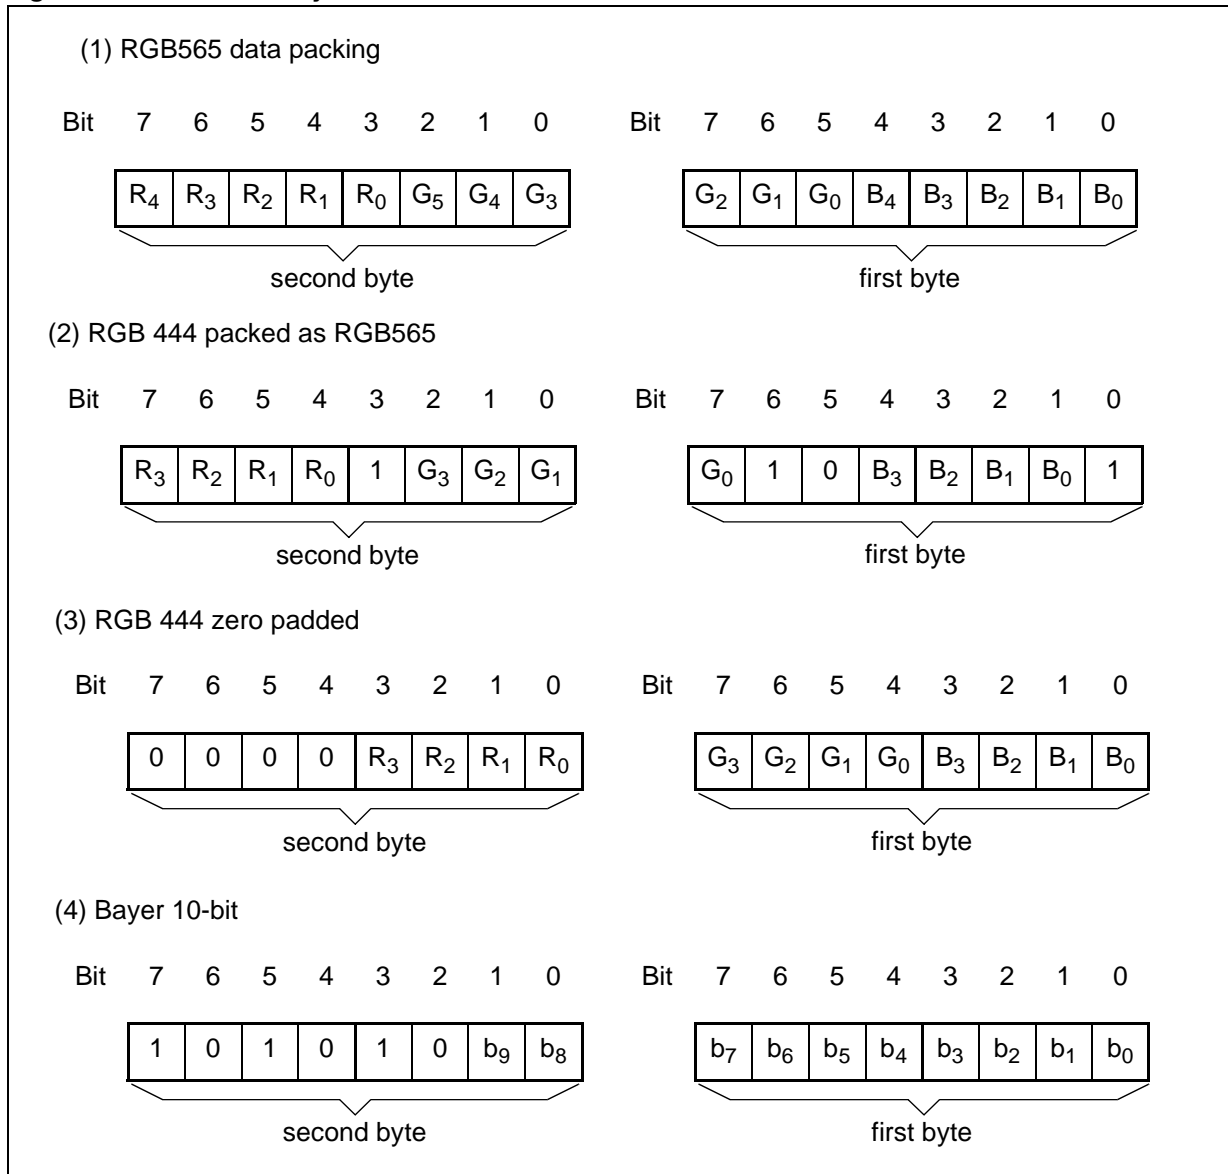 (1) RGB565 data packing
Bit 7 6 5 4 3 2 1 0 Bit 7 6 5 4 3 2 1 0
R4 R3 R2 R1 R0 G5 G4 G3 G2 G1 G0 B4 B3 B2 B1 B0
second byte first byte
(2) RGB 444 packed as RGB565
Bit 7 6 5 4 3 2 1 0 Bit 7 6 5 4 3 2 1 0
R3 R2 R1 R0 1 G3 G2 G1 G0 1 0 B3 B2 B1 B0 1
second byte first byte
(3) RGB 444 zero padded
Bit 7 6 5 4 3 2 1 0 Bit 7 6 5 4 3 2 1 0
0 0 0 0 R3 R2 R1 R0 G3 G2 G1 G0 B3 B2 B1 B0
second byte first byte
(4) Bayer 10-bit
Bit 7 6 5 4 3 2 1 0 Bit 7 6 5 4 3 2 1 0
1 0 1 0 1 0 b9 b8 b7 b6 b5 b4 b3 b2 b1 b0
second byte first byte